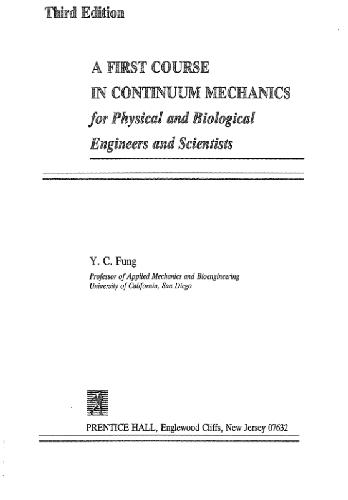 Third Edition
A FIRST COURSE
IN CONTINUUM MECHANICS
for Physical and Biological
Engineers and Scientists
Y. C. Fung
Professor of Applied Mechanics and Bioengineering
University of California, San Diego
PRENTICE HALL, Englewood Cliffs, New Jersey 07632